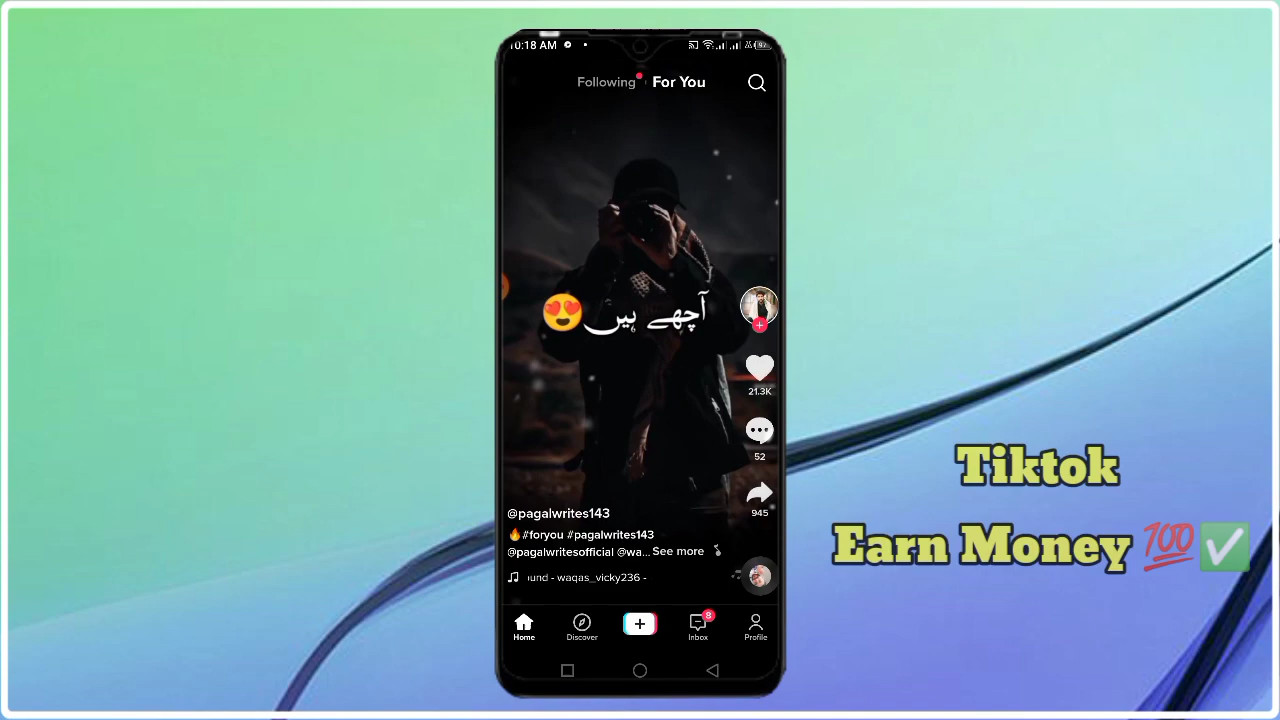 10:18 AM
97
Following For You
آچھے ہیں😍
21.3K
52
945
@pagalwrites143
🔥#foryou #pagalwrites143
@pagalwritesofficial @wa... See more
und - waqas_vicky236 -
Home Discover Inbox 8 Profile
Tiktok
Earn Money 💯✅